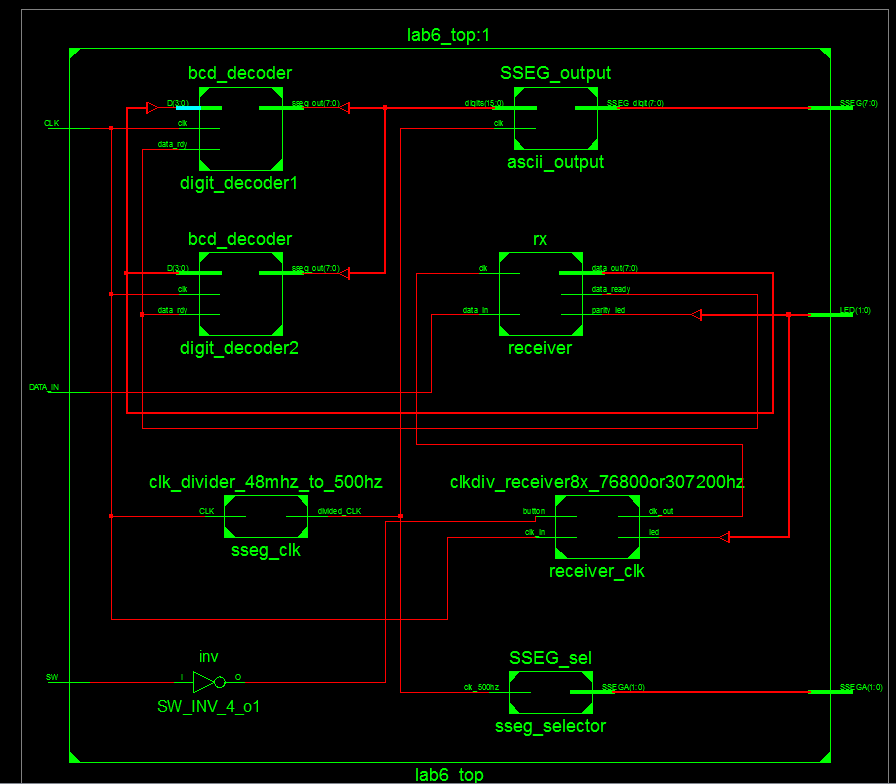 lab6_top:1
bcd_decoder
SSEG_output
D(3:0)
sseg_out(7:0)
digits(15:0)
SSEG_digit(7:0)
SSEG(7:0)
CLK
clk
clk
data_rdy
ascii_output
digit_decoder1
bcd_decoder
rx
D(3:0)
sseg_out(7:0)
clk
data_out(7:0)
clk
data_ready
data_rdy
data_in
parity_led
LED(1:0)
digit_decoder2
receiver
DATA_IN
clk_divider_48mhz_to_500hz
clkdiv_receiver8x_76800or307200hz
CLK
divided_CLK
button
clk_out
clk_in
led
sseg_clk
receiver_clk
inv
SSEG_sel
SW
I
O
clk_500hz
SSEGA(1:0)
SSEGA(1:0)
SW_INV_4_o1
sseg_selector
lab6_top